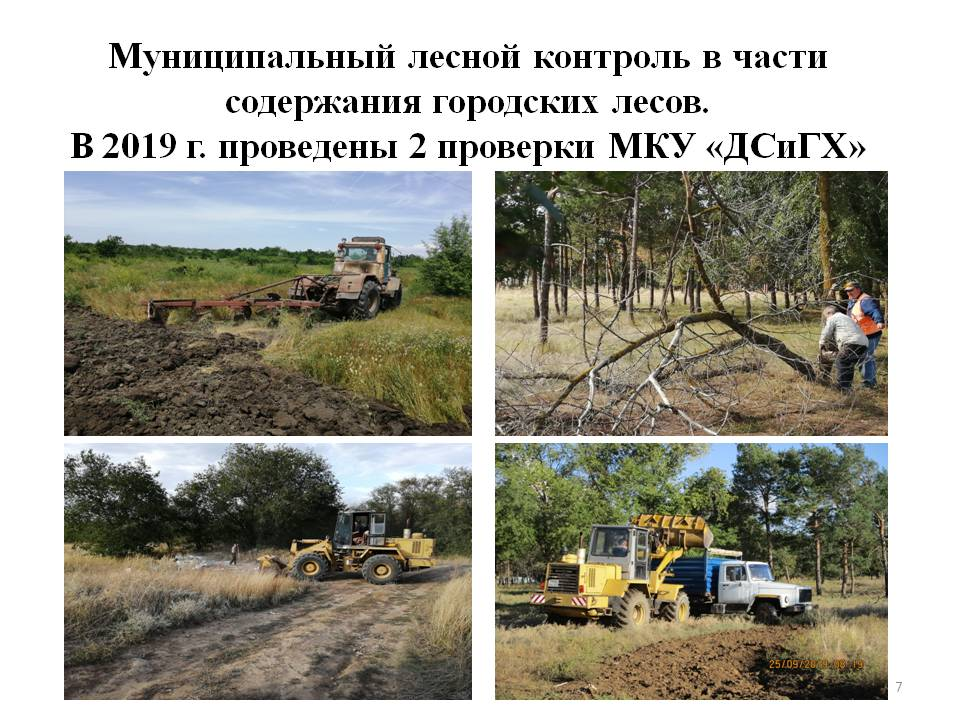 Муниципальный лесной контроль в части
содержания городских лесов.
В 2019 г. проведены 2 проверки МКУ «ДСиГХ»
7